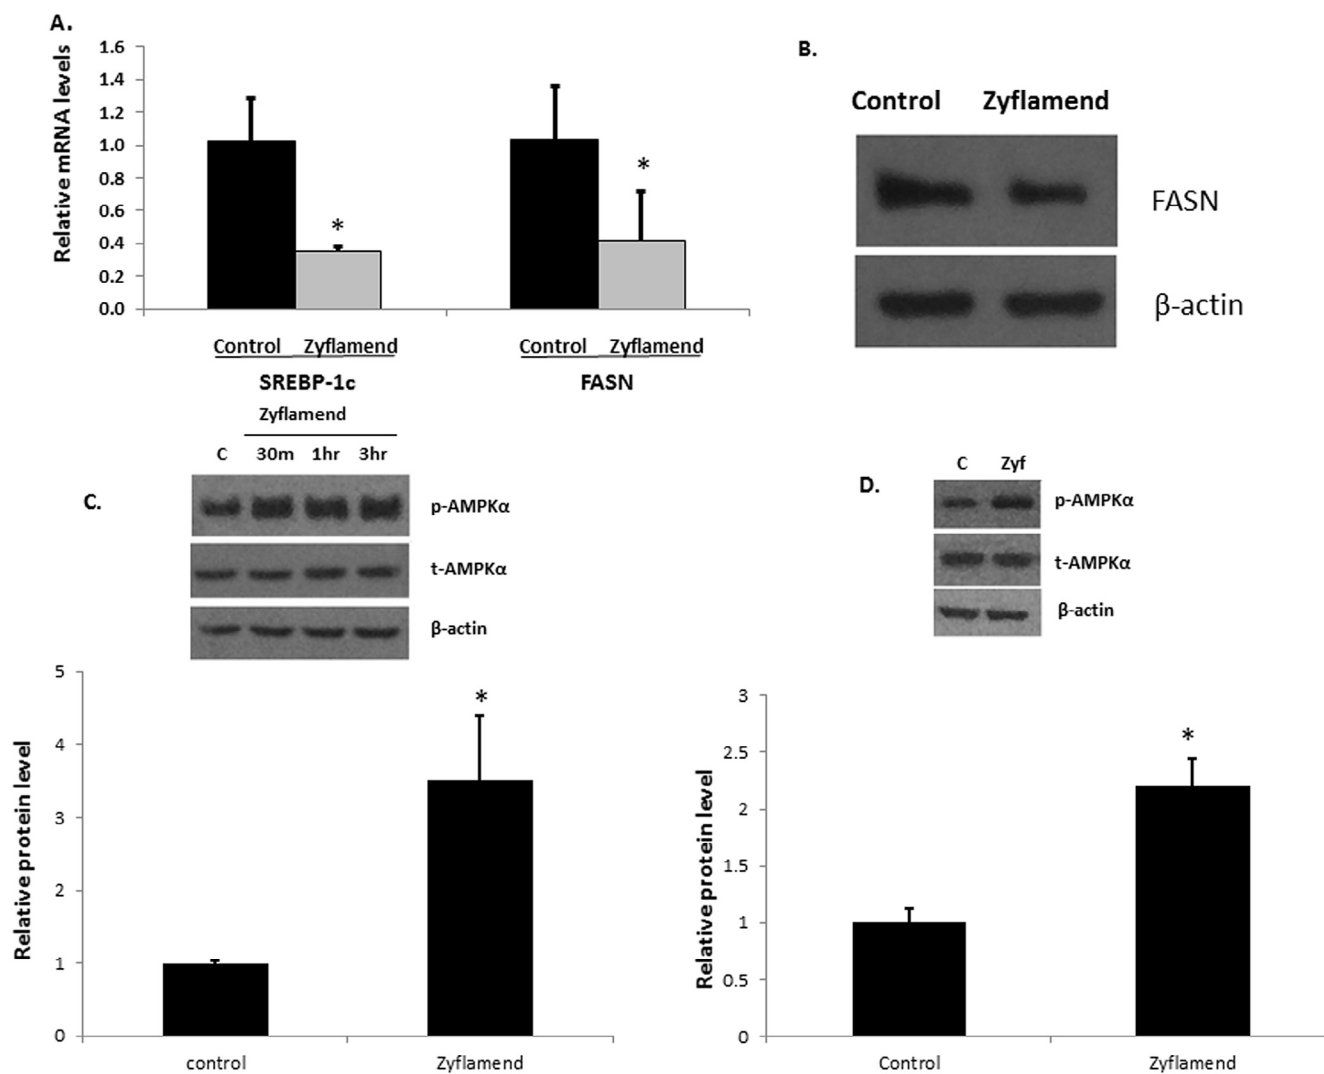 A.
Relative mRNA levels
1.6
1.4
1.2
1.0
0.8
0.6
0.4
0.2
0.0
*
*
Control Zyflamend
SREBP-1c
Control Zyflamend
FASN
B.
Control Zyflamend
FASN
β-actin
C.
Zyflamend
C 30m 1hr 3hr
p-AMPKα
t-AMPKα
β-actin
Relative protein level
5
4
3
2
1
0
*
control Zyflamend
D.
C Zyf
p-AMPKα
t-AMPKα
β-actin
Relative protein level
3
2.5
2
1.5
1
0.5
0
*
Control Zyflamend